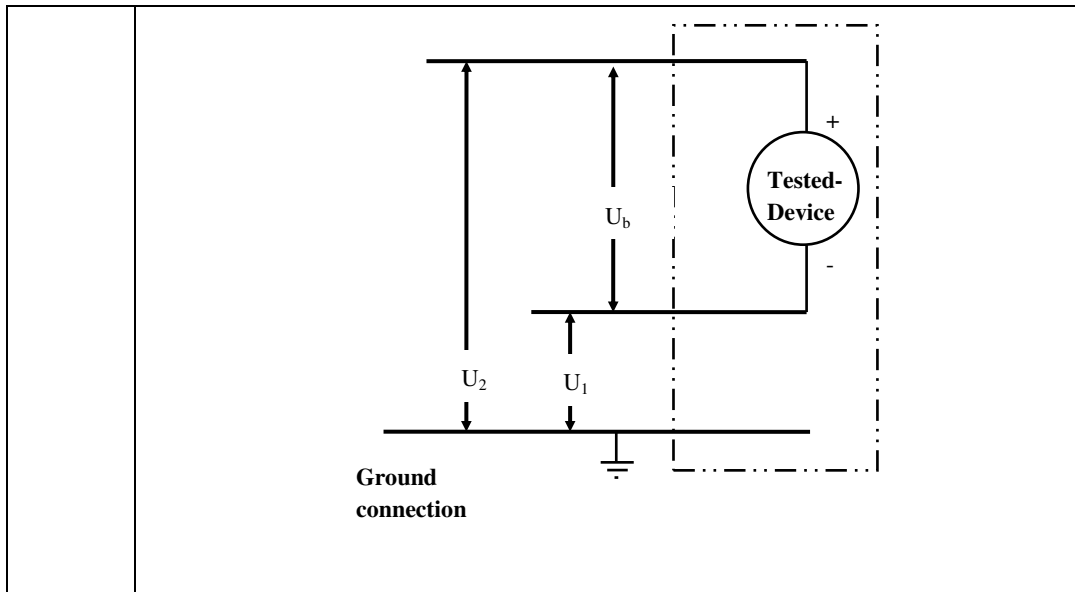 +
Tested-
Device
U_b
-
U_2
U_1
Ground
connection